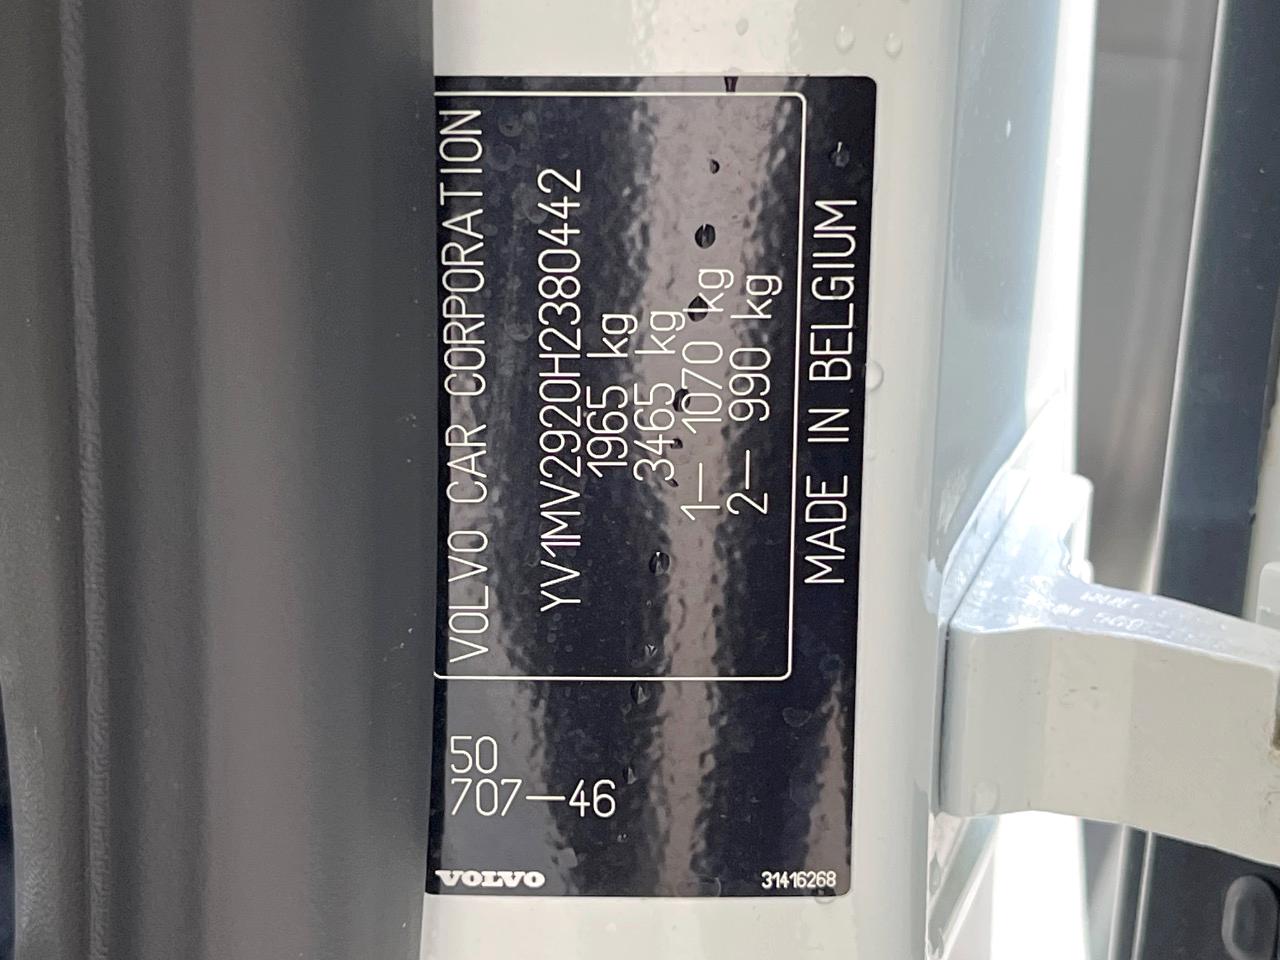 VOLVO CAR CORPORATION
YV1MV2920H2380442
1965 kg
3465 kg
1— 1070 kg
2— 990 kg
MADE IN BELGIUM
50
707—46
VOLVO
31416268